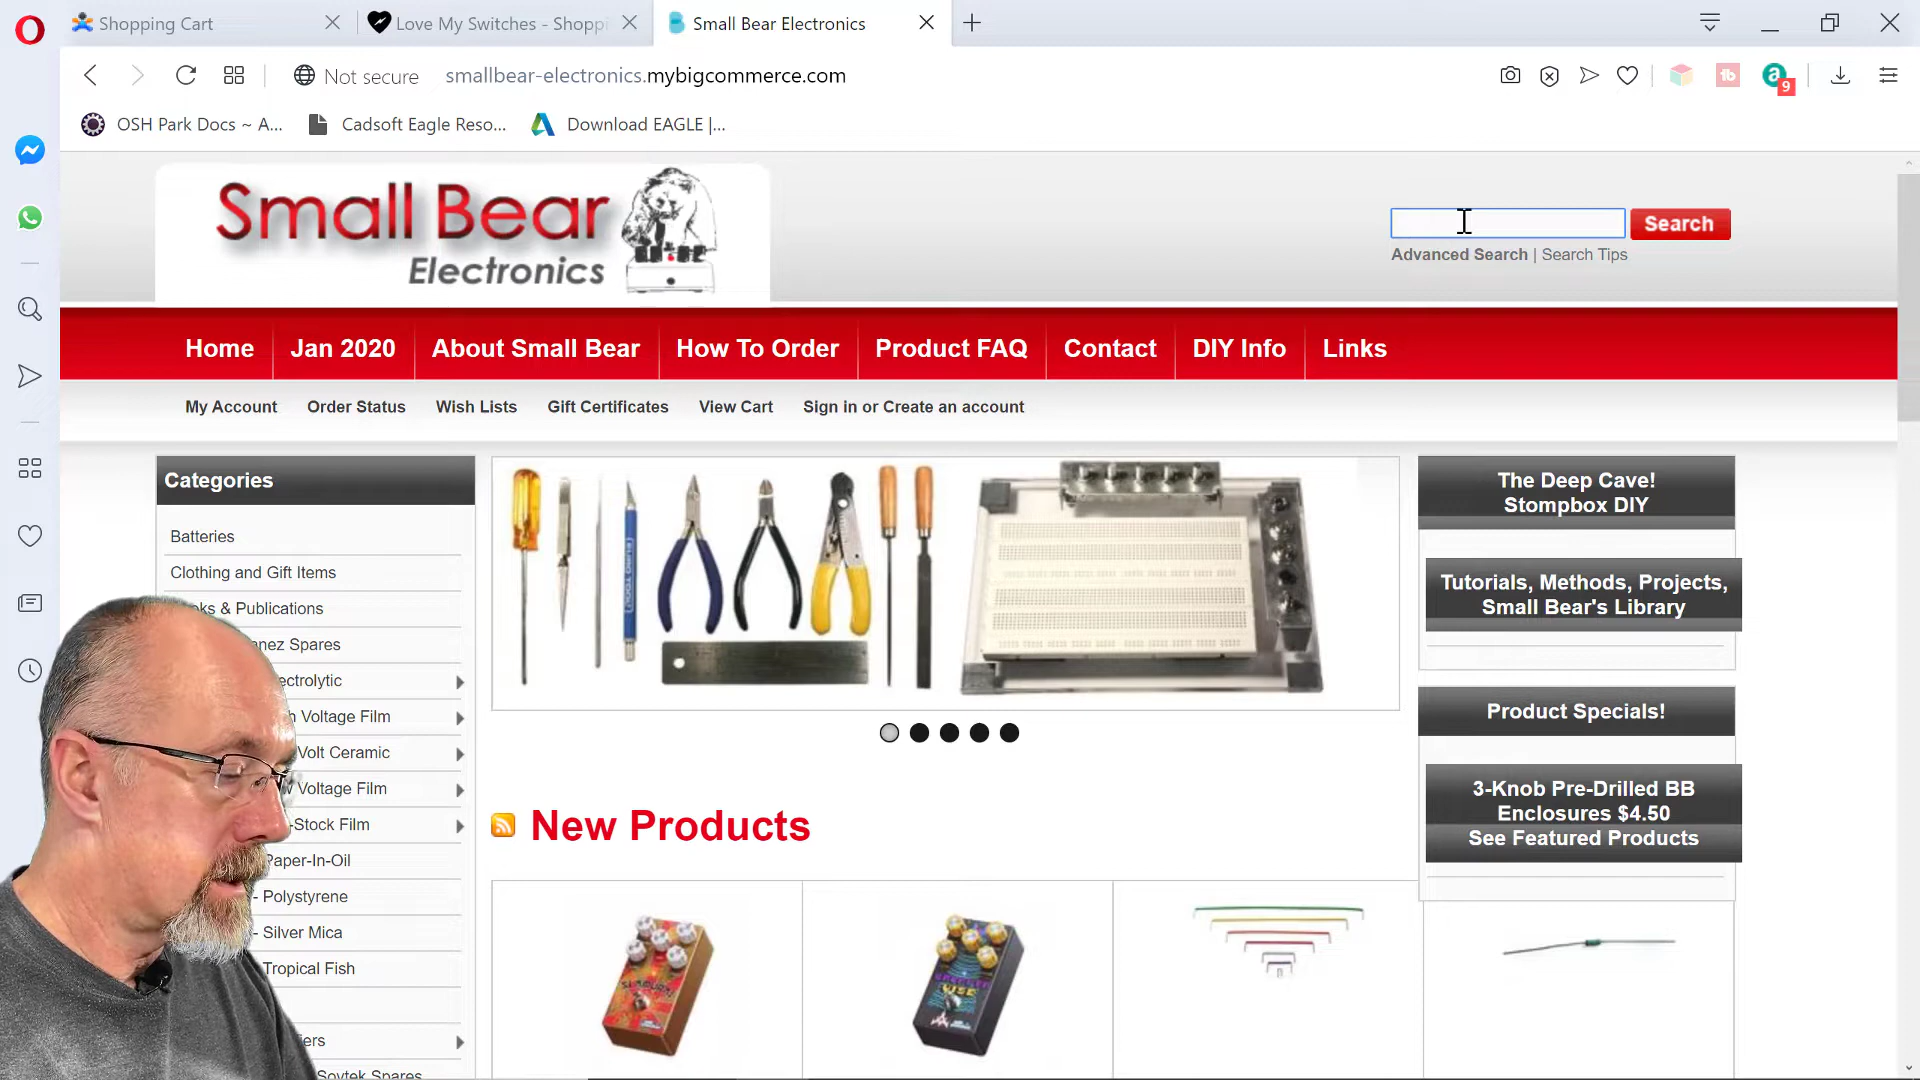 Shopping Cart
Love My Switches - Shoppi
Small Bear Electronics
Not secure
smallbear-electronics.mybigcommerce.com
9
OSH Park Docs ~ A...
Cadsoft Eagle Reso...
Download EAGLE |...
Small Bear
Electronics
Search
Advanced Search | Search Tips
Home
Jan 2020
About Small Bear
How To Order
Product FAQ
Contact
DIY Info
Links
My Account
Order Status
Wish Lists
Gift Certificates
View Cart
Sign in or Create an account
Categories
Batteries
Clothing and Gift Items
ks & Publications
nez Spares
ectrolytic
h Voltage Film
Volt Ceramic
w Voltage Film
-Stock Film
Paper-In-Oil
- Polystyrene
- Silver Mica
Tropical Fish
iers
Sovtek Spares
The Deep Cave!
Stompbox DIY
Tutorials, Methods, Projects,
Small Bear's Library
Product Specials!
3-Knob Pre-Drilled BB
Enclosures $4.50
See Featured Products
New Products